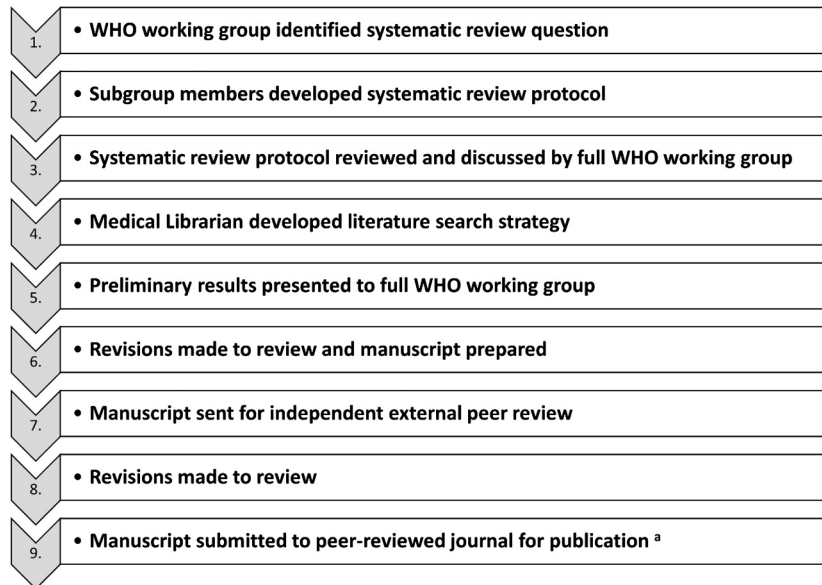 1. • WHO working group identified systematic review question
2. • Subgroup members developed systematic review protocol
3. • Systematic review protocol reviewed and discussed by full WHO working group
4. • Medical Librarian developed literature search strategy
5. • Preliminary results presented to full WHO working group
6. • Revisions made to review and manuscript prepared
7. • Manuscript sent for independent external peer review
8. • Revisions made to review
9. • Manuscript submitted to peer-reviewed journal for publication ᵃ